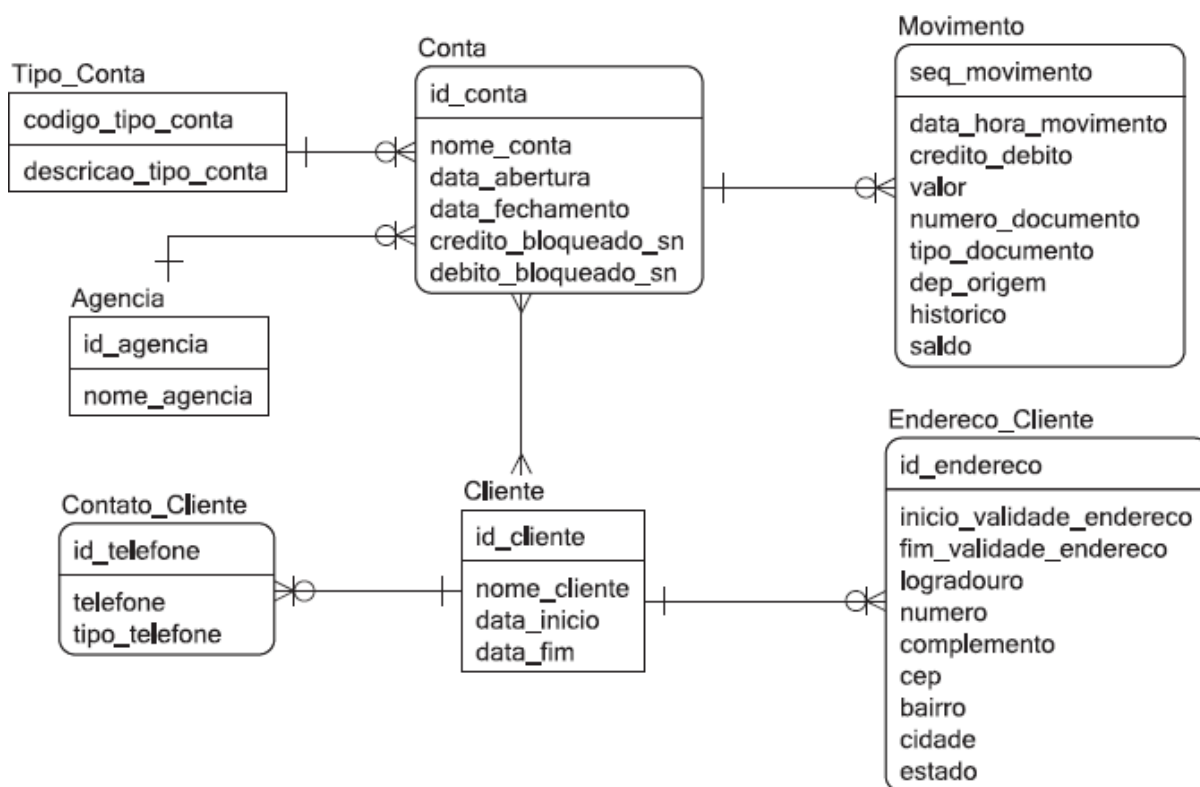 Tipo_Conta
codigo_tipo_conta
descricao_tipo_conta
Conta
id_conta
nome_conta
data_abertura
data_fechamento
credito_bloqueado_sn
debito_bloqueado_sn
Movimento
seq_movimento
data_hora_movimento
credito_debito
valor
numero_documento
tipo_documento
dep_origem
historico
saldo
Agencia
id_agencia
nome_agencia
Contato_Cliente
id_telefone
telefone
tipo_telefone
Cliente
id_cliente
nome_cliente
data_inicio
data_fim
Endereco_Cliente
id_endereco
inicio_validade_endereco
fim_validade_endereco
logradouro
numero
complemento
cep
bairro
cidade
estado